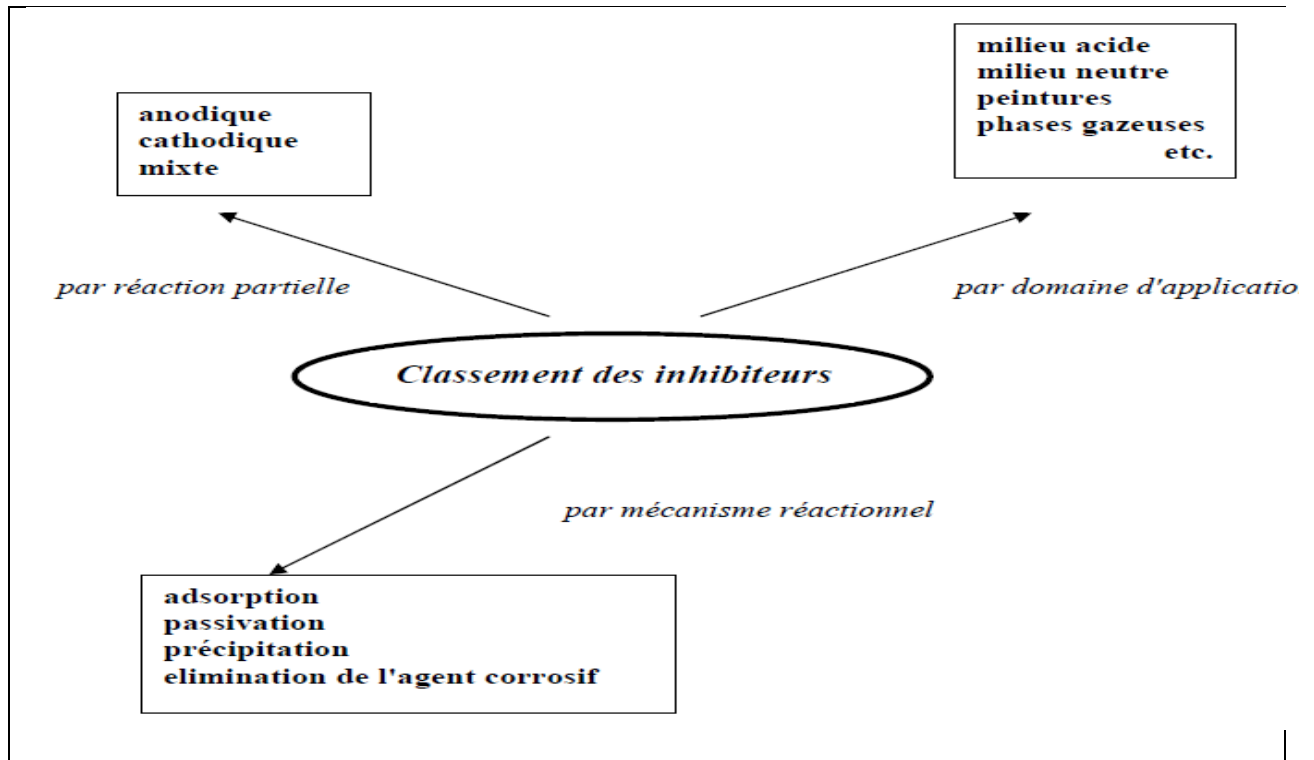 anodique
cathodique
mixte
milieu acide
milieu neutre
peintures
phases gazeuses
etc.
par réaction partielle
par domaine d'applicatio
Classement des inhibiteurs
par mécanisme réactionnel
adsorption
passivation
précipitation
elimination de l'agent corrosif